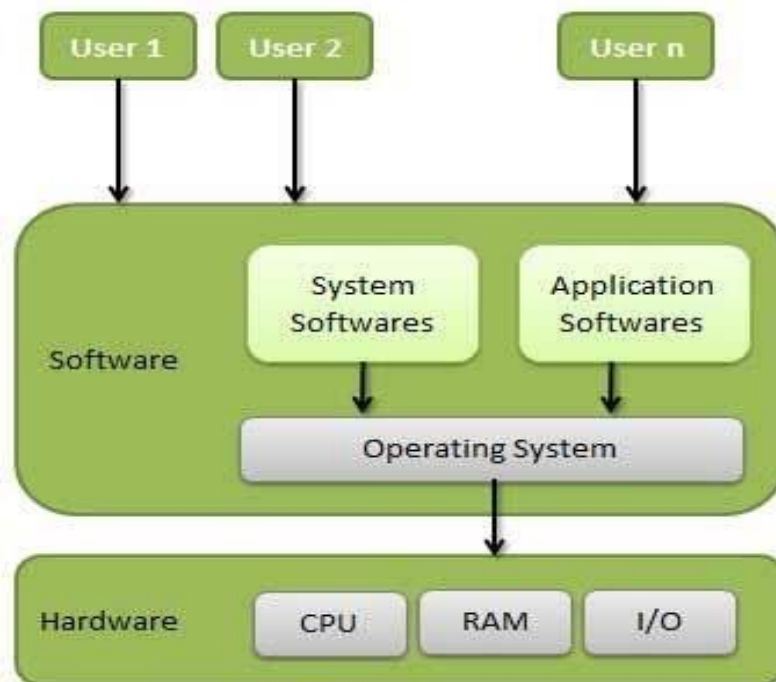 User 1
User 2
User n
System
Softwares
Application
Softwares
Software
Operating System
Hardware
CPU
RAM
I/O